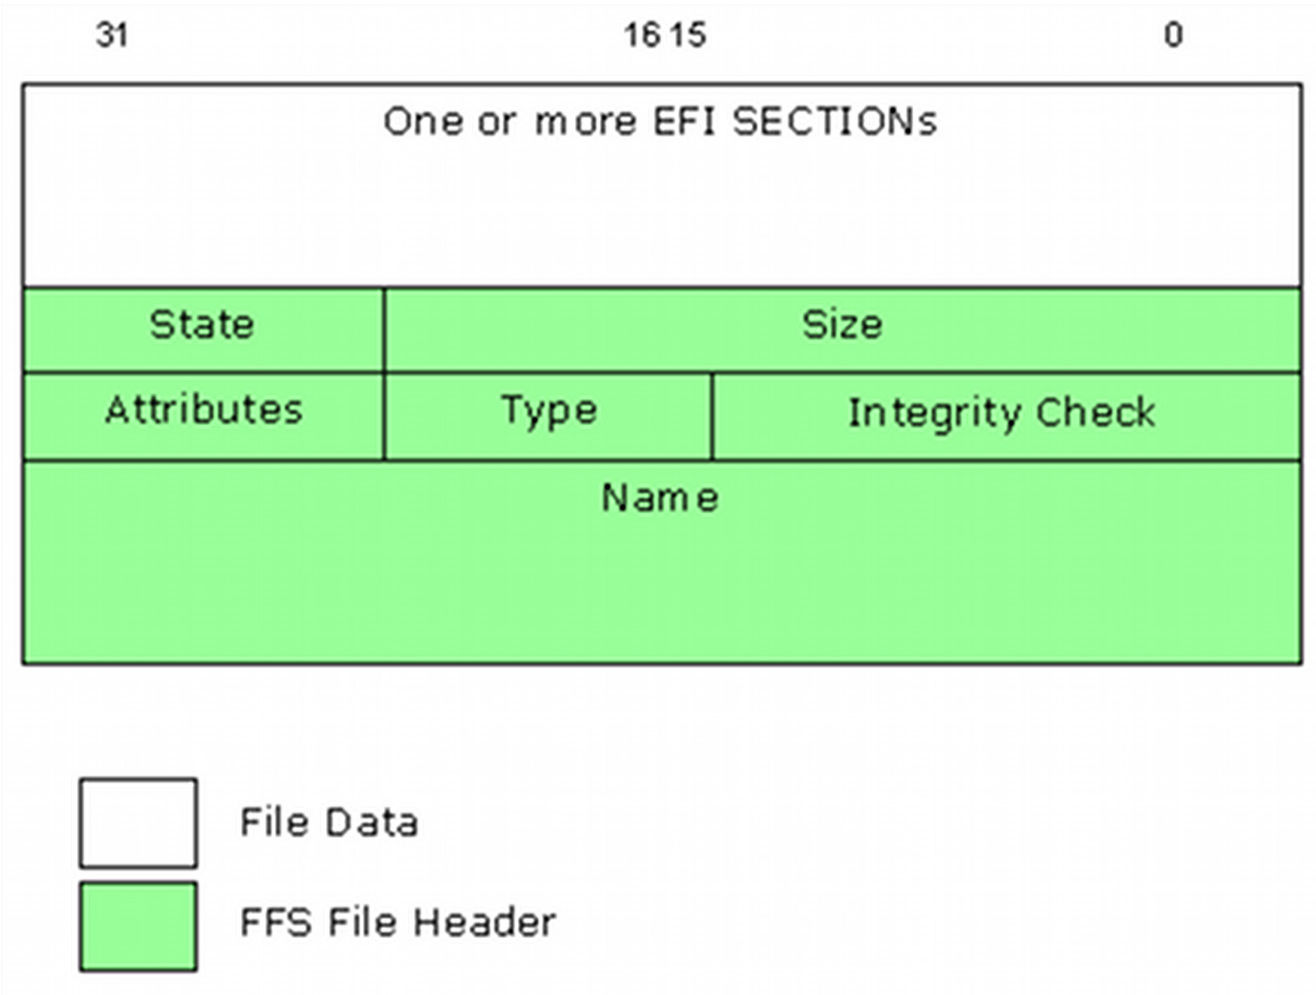 31 16 15 0
One or more EFI SECTIONs
State Size
Attributes Type Integrity Check
Name
File Data
FFS File Header